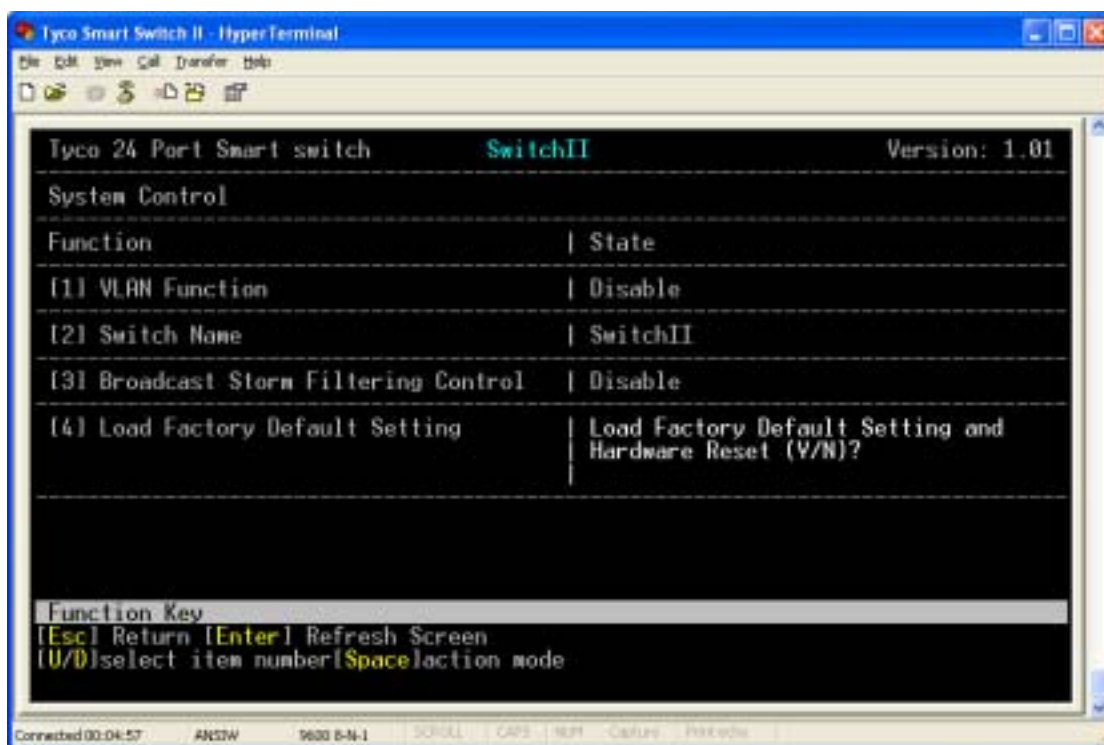 Tyco Smart Switch II - HyperTerminal
File Edit View Call Transfer Help
Tyco 24 Port Smart switch SwitchII Version: 1.01
System Control
Function | State
[1] VLAN Function | Disable
[2] Switch Name | SwitchII
[3] Broadcast Storm Filtering Control | Disable
[4] Load Factory Default Setting | Load Factory Default Setting and
| Hardware Reset (Y/N)?
|
Function Key
[Esc] Return [Enter] Refresh Screen
[U/D]select item number[Space]action mode
Connected 00:04:57 ANSIW 9600 8-N-1 SCROLL CAPS NUM Capture Print echo